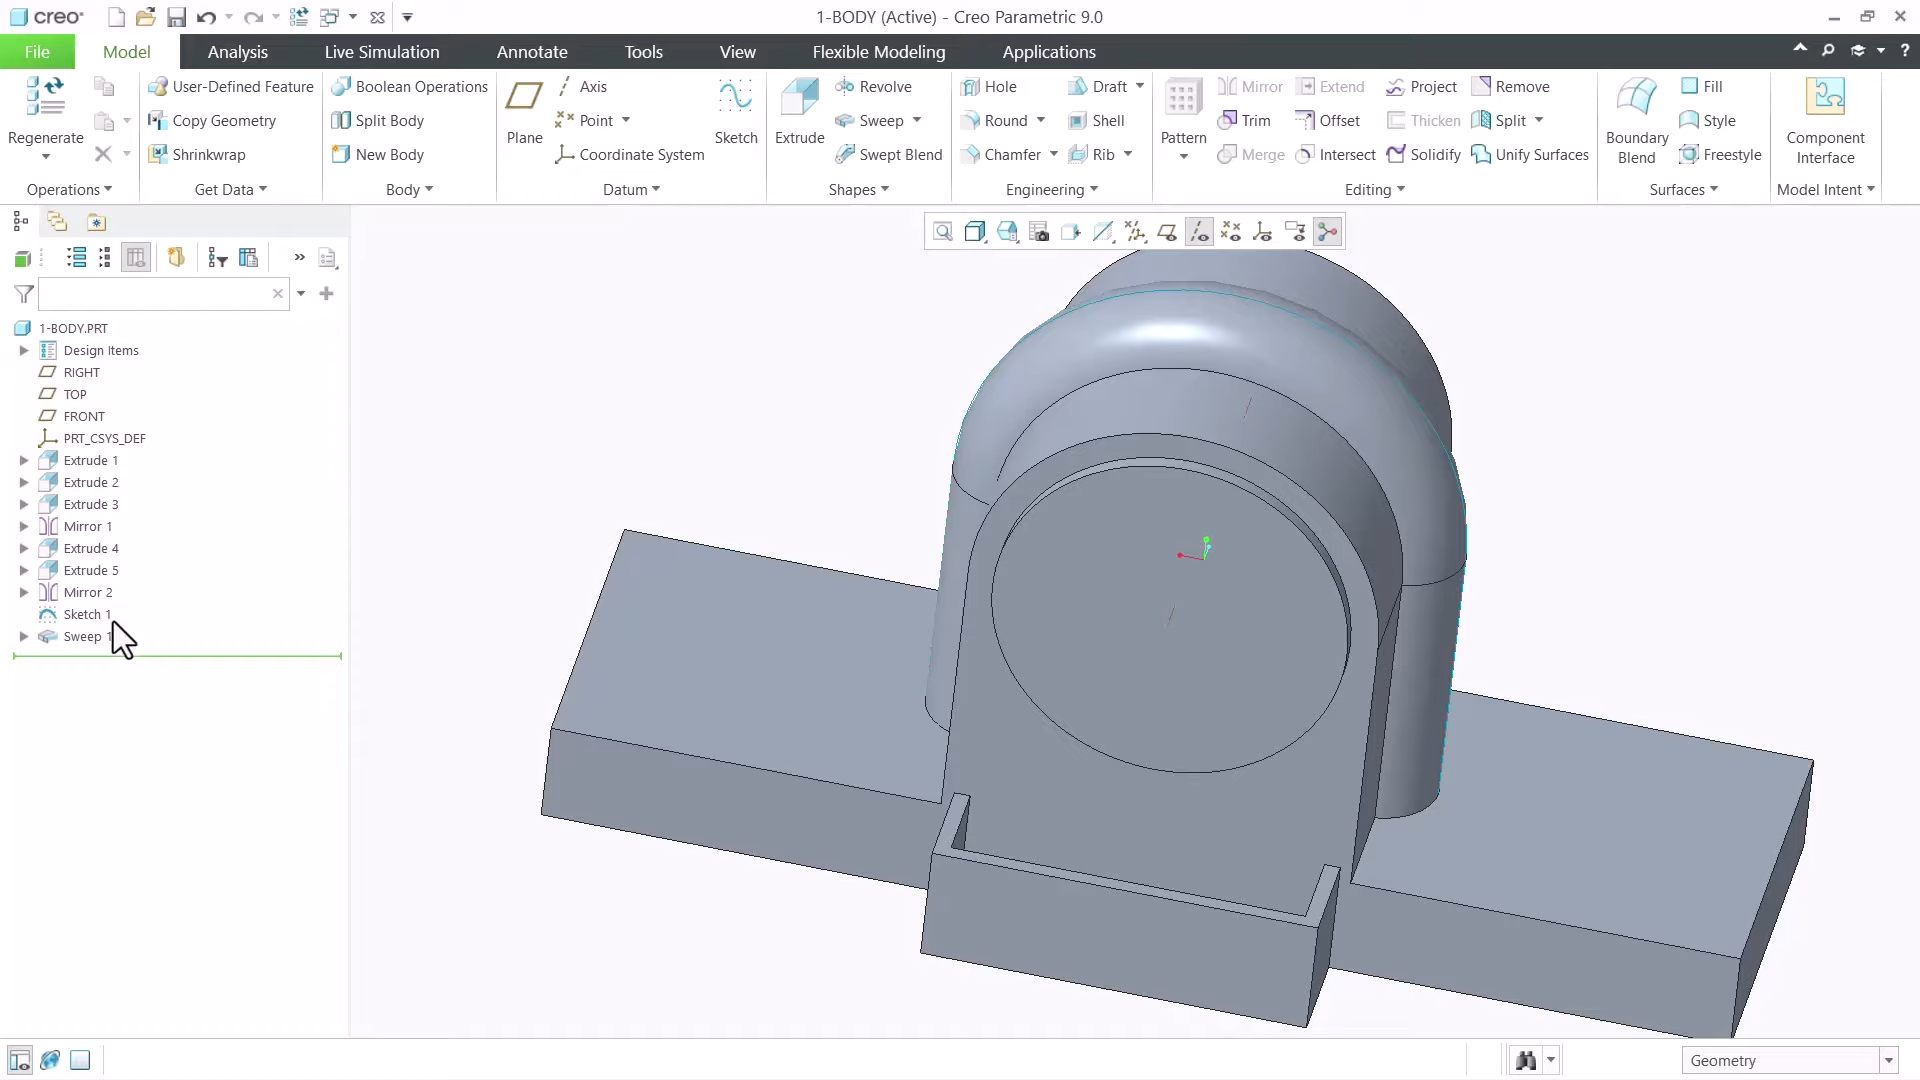 creo
1-BODY (Active) - Creo Parametric 9.0
File Model Analysis Live Simulation Annotate Tools View Flexible Modeling Applications
Regenerate
Operations
User-Defined Feature
Copy Geometry
Shrinkwrap
Get Data
Boolean Operations
Split Body
New Body
Body
Plane
Axis
Point
Coordinate System
Sketch
Datum
Extrude
Revolve
Sweep
Swept Blend
Shapes
Hole
Round
Chamfer
Draft
Shell
Rib
Engineering
Pattern
Mirror
Trim
Merge
Extend
Offset
Intersect
Project
Thicken
Solidify
Remove
Split
Unify Surfaces
Editing
Boundary
Blend
Fill
Style
Freestyle
Surfaces
Component
Interface
Model Intent
1-BODY.PRT
Design Items
RIGHT
TOP
FRONT
PRT_CSYS_DEF
Extrude 1
Extrude 2
Extrude 3
Mirror 1
Extrude 4
Extrude 5
Mirror 2
Sketch 1
Sweep 1
Geometry